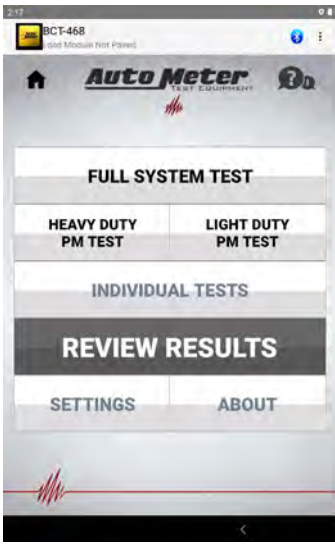 2:17
BCT-468
Load Module Not Paired
Auto Meter
TEST EQUIPMENT
FULL SYSTEM TEST
HEAVY DUTY
PM TEST
LIGHT DUTY
PM TEST
INDIVIDUAL TESTS
REVIEW RESULTS
SETTINGS
ABOUT